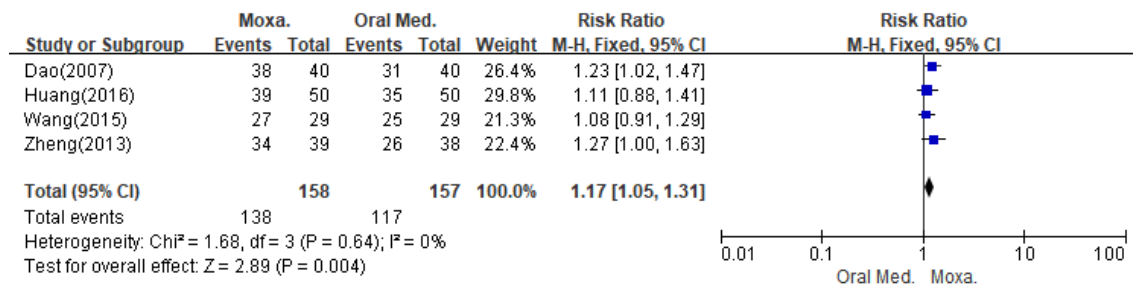 Moxa. Oral Med. Risk Ratio Risk Ratio
Study or Subgroup Events Total Events Total Weight M-H, Fixed, 95% CI M-H, Fixed, 95% CI
Dao(2007) 38 40 31 40 26.4% 1.23 [1.02, 1.47]
Huang(2016) 39 50 35 50 29.8% 1.11 [0.88, 1.41]
Wang(2015) 27 29 25 29 21.3% 1.08 [0.91, 1.29]
Zheng(2013) 34 39 26 38 22.4% 1.27 [1.00, 1.63]
Total (95% CI) 158 157 100.0% 1.17 [1.05, 1.31]
Total events 138 117
Heterogeneity: Chi² = 1.68, df = 3 (P = 0.64); I² = 0%
Test for overall effect: Z = 2.89 (P = 0.004)
0.01 0.1 1 10 100
Oral Med. Moxa.